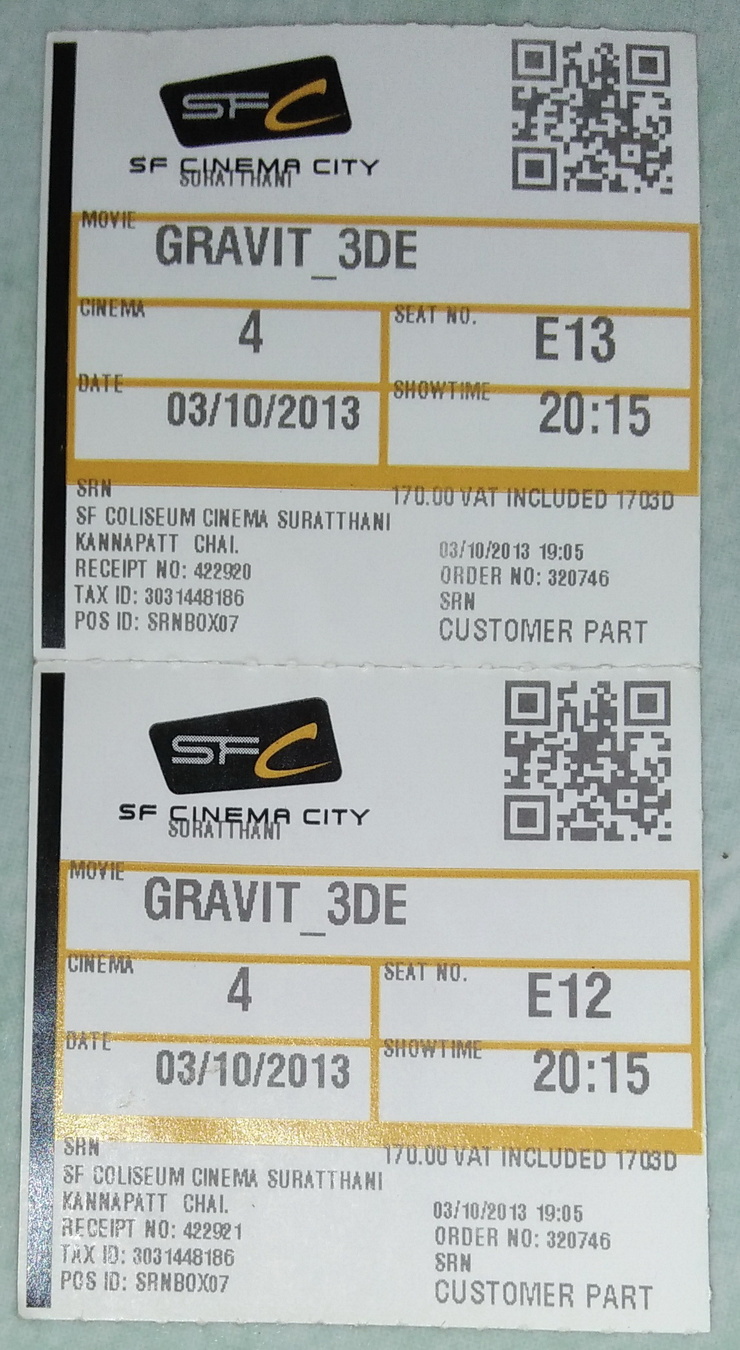 SFC
SF CINEMA CITY
SURATTHANI
MOVIE
GRAVIT_3DE
CINEMA 4 SEAT NO. E13
DATE 03/10/2013 SHOWTIME 20:15
SRN 170.00 VAT INCLUDED 1703D
SF COLISEUM CINEMA SURATTHANI
KANNAPATT CHAI. 03/10/2013 19:05
RECEIPT NO: 422920 ORDER NO: 320746
TAX ID: 3031448186 SRN
POS ID: SRNBOX07 CUSTOMER PART
SFC
SF CINEMA CITY
SURATTHANI
MOVIE
GRAVIT_3DE
CINEMA 4 SEAT NO. E12
DATE 03/10/2013 SHOWTIME 20:15
SRN 170.00 VAT INCLUDED 1703D
SF COLISEUM CINEMA SURATTHANI
KANNAPATT CHAI. 03/10/2013 19:05
RECEIPT NO: 422921 ORDER NO: 320746
TAX ID: 3031448186 SRN
POS ID: SRNBOX07 CUSTOMER PART